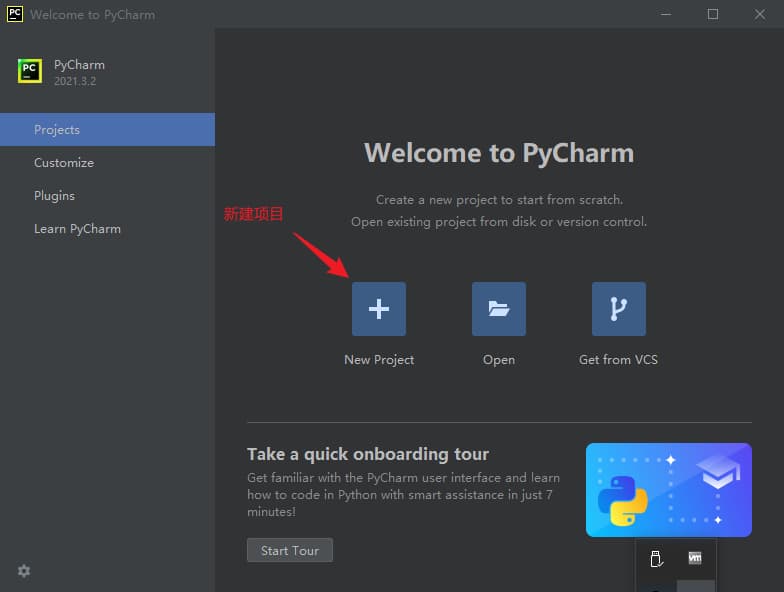 Welcome to PyCharm
PyCharm
2021.3.2
Projects
Customize
Plugins
Learn PyCharm
Welcome to PyCharm
Create a new project to start from scratch.
Open existing project from disk or version control.
新建项目
New Project
Open
Get from VCS
Take a quick onboarding tour
Get familiar with the PyCharm user interface and learn
how to code in Python with smart assistance in just 7
minutes!
Start Tour